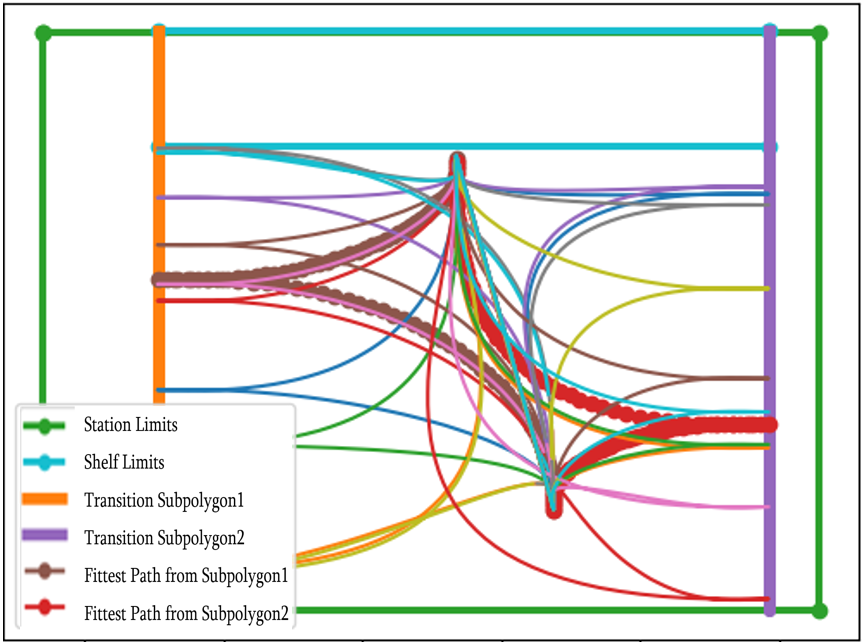 Station Limits
Shelf Limits
Transition Subpolygon1
Transition Subpolygon2
Fittest Path from Subpolygon1
Fittest Path from Subpolygon2